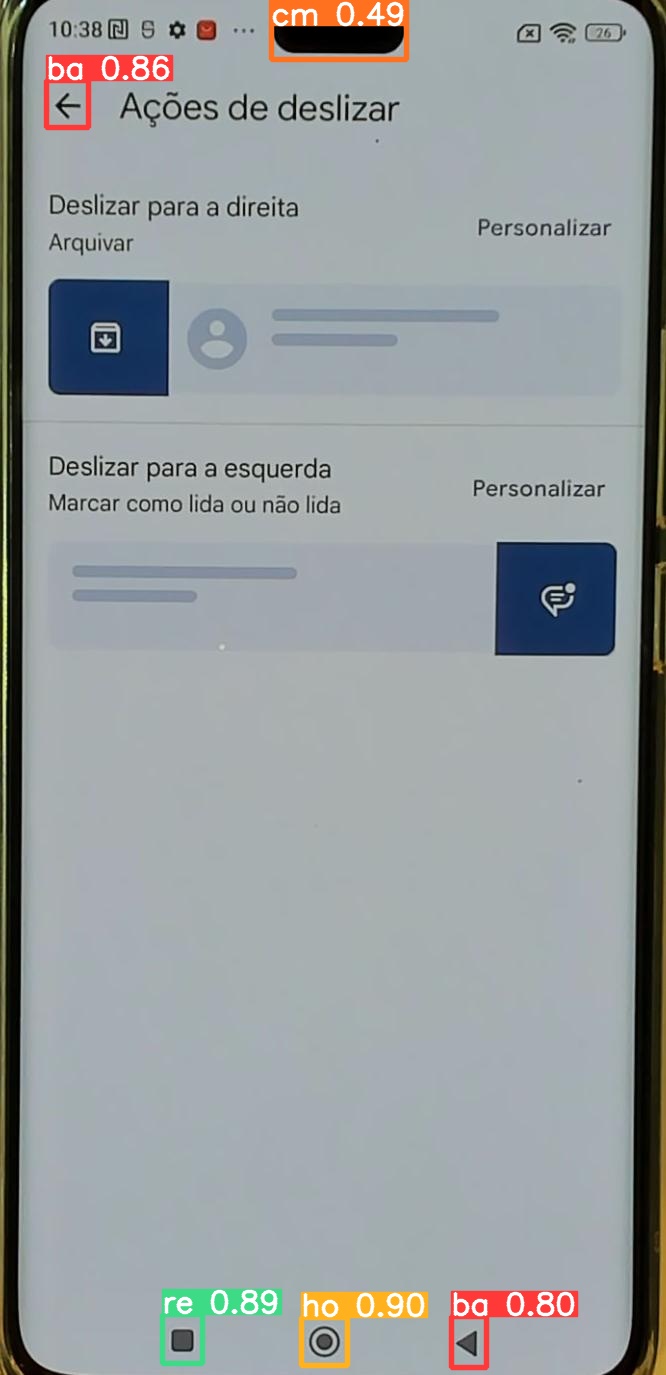 cm 0.49
10:38
26
ba 0.86
Ações de deslizar
Deslizar para a direita
Arquivar
Personalizar
Deslizar para a esquerda
Marcar como lida ou não lida
Personalizar
re 0.89
ho 0.90
ba 0.80